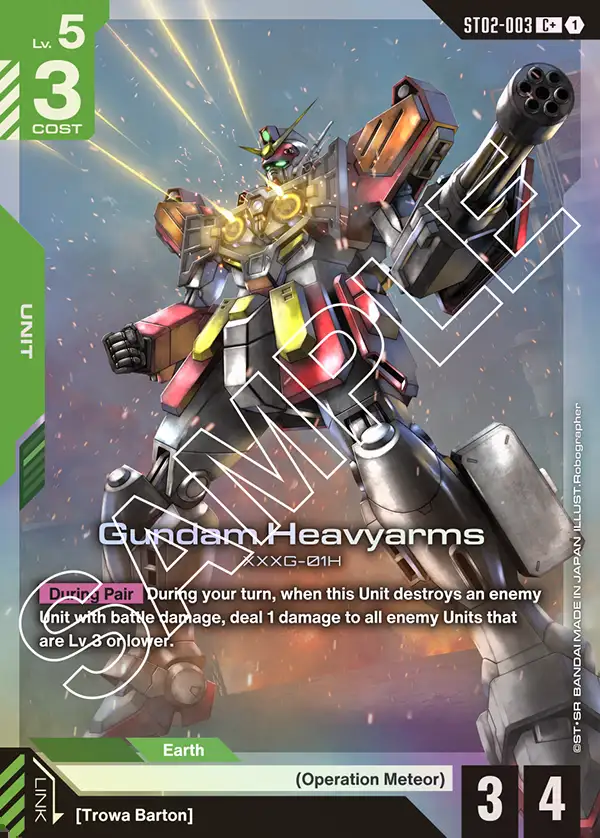 Lv. 5
3
COST
ST02-003 C+ 1
UNIT
SAMPLE
Gundam Heavyarms
XXXG-01H
During Pair During your turn, when this Unit destroys an enemy
Unit with battle damage, deal 1 damage to all enemy Units that
are Lv 3 or lower.
©ST•SR BANDAI MADE IN JAPAN ILLUST.Robographer
Earth
(Operation Meteor)
LINK
[Trowa Barton]
3 4